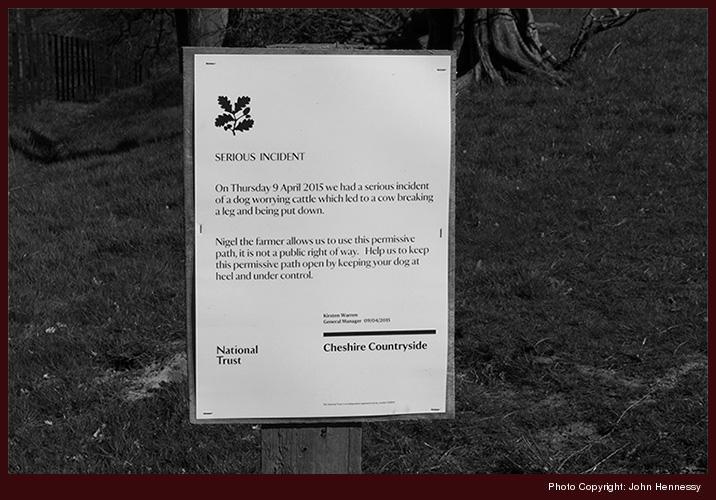 SERIOUS INCIDENT
On Thursday 9 April 2015 we had a serious incident
of a dog worrying cattle which led to a cow breaking
a leg and being put down.
Nigel the farmer allows us to use this permissive
path, it is not a public right of way. Help us to keep
this permissive path open by keeping your dog at
heel and under control.
Kirsten Warren
General Manager 09/04/2015
National
Trust
Cheshire Countryside
Photo Copyright: John Hennessy